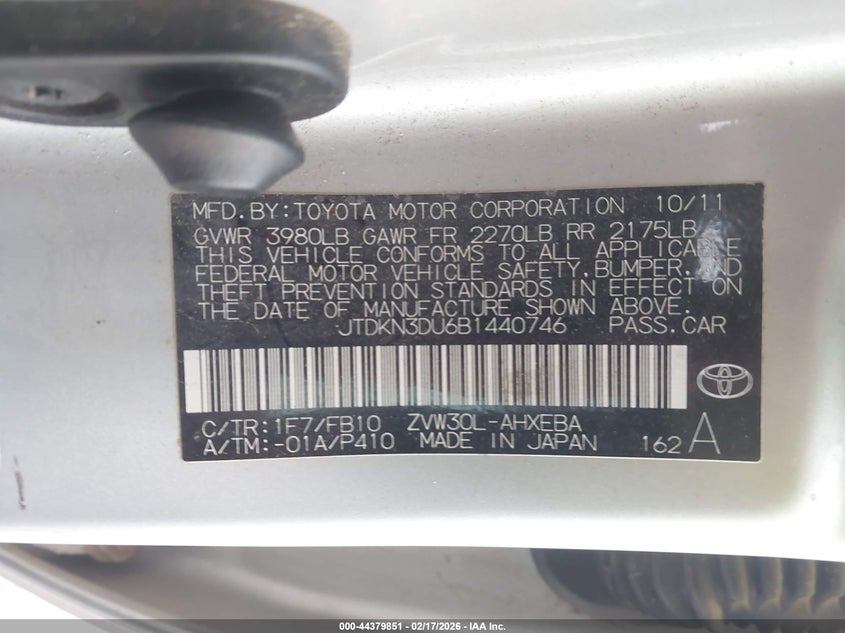 MFD. BY: TOYOTA MOTOR CORPORATION 10/11
GVWR 3980LB GAWR FR 2270LB RR 2175LB
THIS VEHICLE CONFORMS TO ALL APPLICABLE
FEDERAL MOTOR VEHICLE SAFETY, BUMPER, AND
THEFT PREVENTION STANDARDS IN EFFECT ON
THE DATE OF MANUFACTURE SHOWN ABOVE.
JTDKN3DU6B1440746 PASS. CAR
C/TR: 1F7/FB10 ZVW30L-AHXEBA
A/TM: -01A/P410 MADE IN JAPAN 162 A
000-44379851 - 02/17/2026 - IAA Inc.